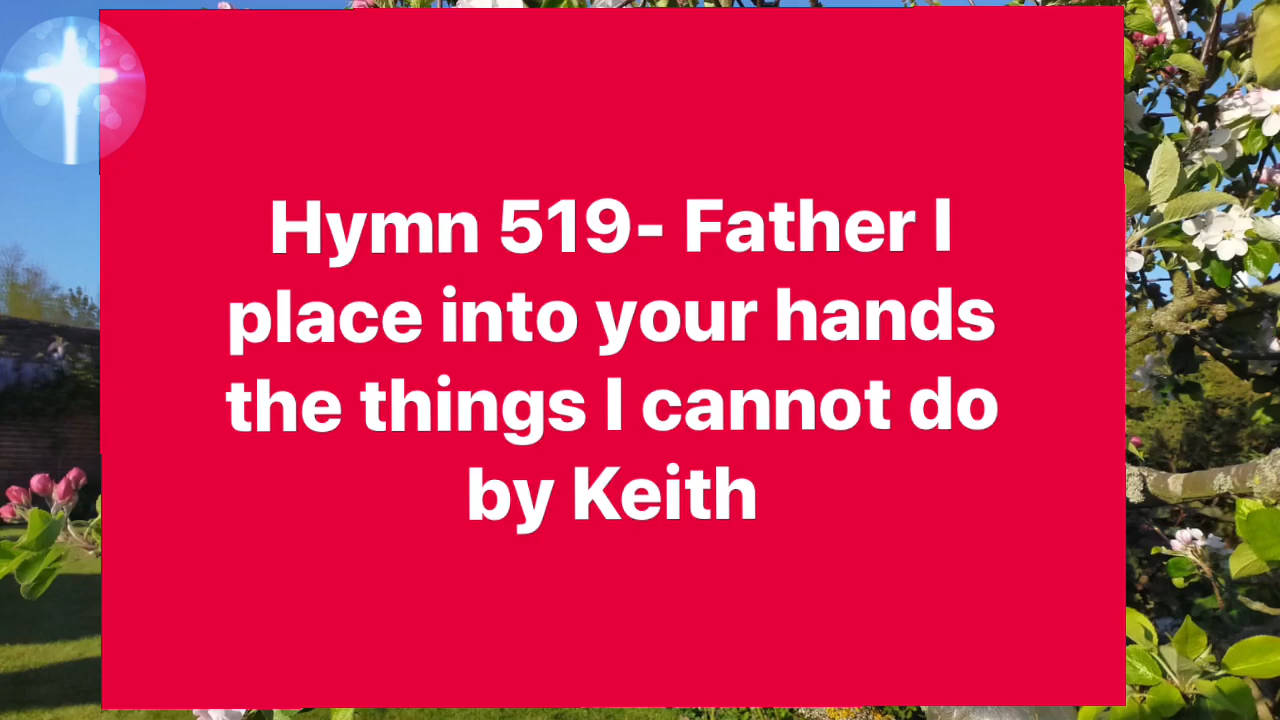 Hymn 519- Father I
place into your hands
the things I cannot do
by Keith